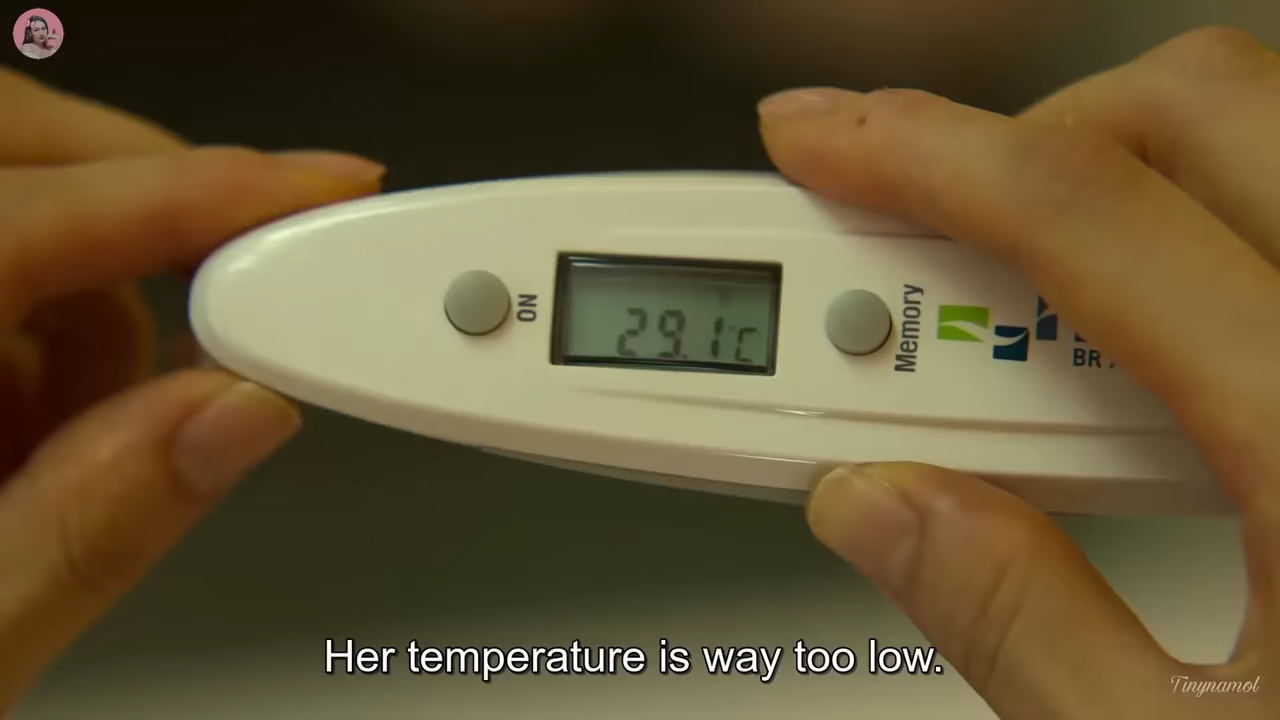 ON
29.1°C
Memory
Her temperature is way too low.
Tinynamol